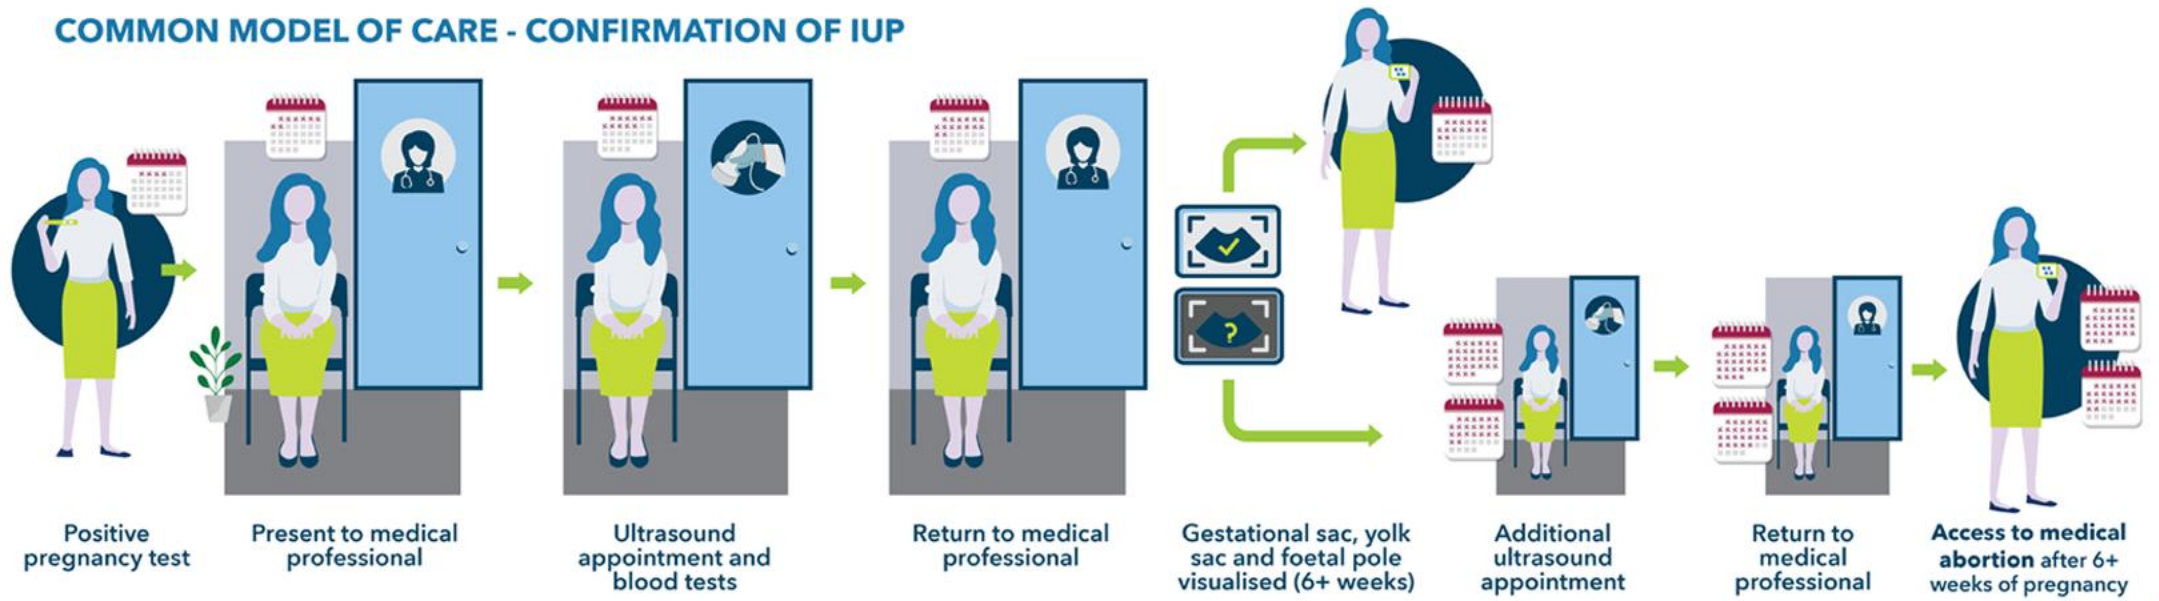 COMMON MODEL OF CARE - CONFIRMATION OF IUP
Positive
pregnancy test
Present to medical
professional
Ultrasound
appointment and
blood tests
Return to medical
professional
Gestational sac, yolk
sac and foetal pole
visualised (6+ weeks)
Additional
ultrasound
appointment
Return to
medical
professional
Access to medical
abortion after 6+
weeks of pregnancy